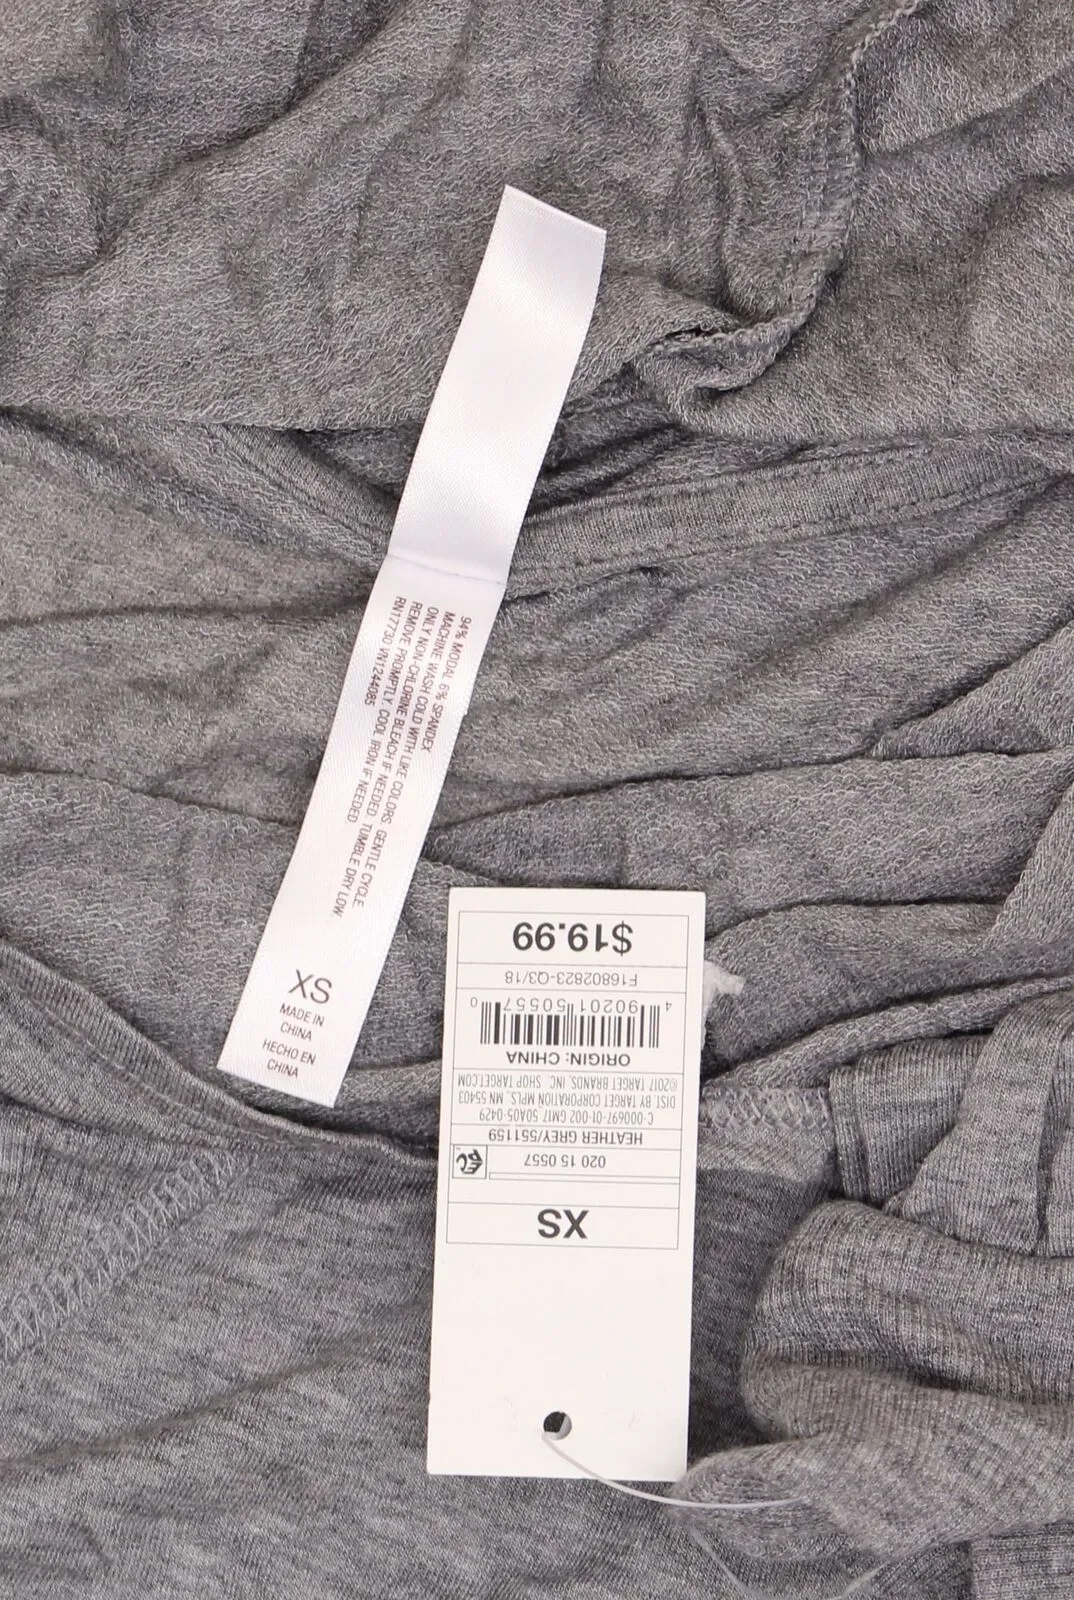 94% MODAL 6% SPANDEX
MACHINE WASH COLD WITH LIKE COLORS. GENTLE CYCLE
ONLY NON-CHLORINE BLEACH IF NEEDED. TUMBLE DRY LOW.
REMOVE PROMPTLY. COOL IRON IF NEEDED
RN17730 VN1244085
XS
MADE IN
CHINA
HECHO EN
CHINA
XS
020 15 0557
HEATHER GREY/551159
C-000697-01-002 GM17 50A05-0429
DIST. BY TARGET CORPORATION MPLS., MN 55403
©2017 TARGET BRANDS, INC. SHOP TARGET.COM
ORIGIN: CHINA
4 90201 50557 0
F16802823-Q3/18
$19.99